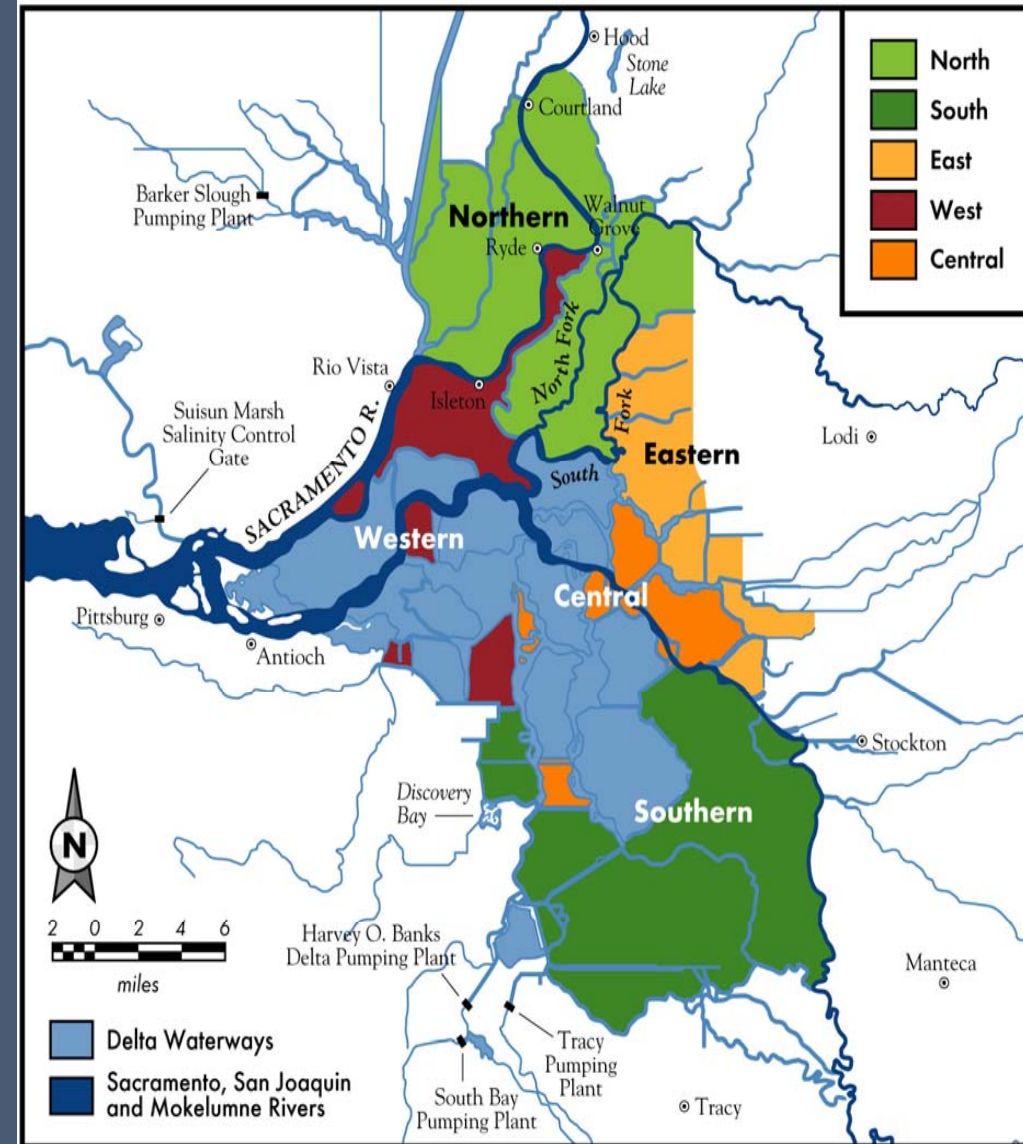 Hood
Stone
Lake
Courtland
North
South
East
West
Central
Barker Slough
Pumping Plant
Northern
Walnut
Grove
Ryde
North Fork
Rio Vista
Isleton
Fork
Suisun Marsh
Salinity Control
Gate
SACRAMENTO R.
Lodi
Eastern
South
Western
Central
Pittsburg
Antioch
Stockton
Discovery
Bay
Southern
N
2 0 2 4 6
miles
Harvey O. Banks
Delta Pumping Plant
Manteca
Delta Waterways
Sacramento, San Joaquin
and Mokelumne Rivers
Tracy
Pumping
Plant
South Bay
Pumping Plant
Tracy